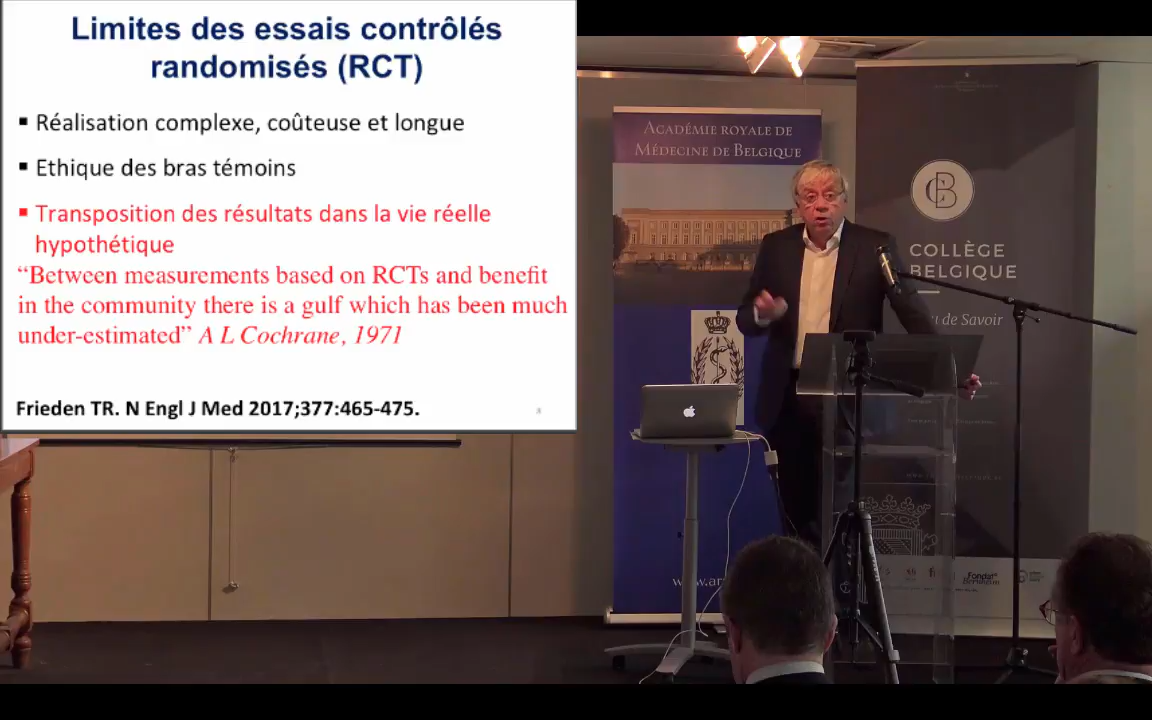 Limites des essais contrôlés
randomisés (RCT)
▪ Réalisation complexe, coûteuse et longue
▪ Ethique des bras témoins
▪ Transposition des résultats dans la vie réelle
hypothétique
“Between measurements based on RCTs and benefit
in the community there is a gulf which has been much
under-estimated” A L Cochrane, 1971
Frieden TR. N Engl J Med 2017;377:465-475.
ACADÉMIE ROYALE DE
MÉDECINE DE BELGIQUE
CB
COLLÈGE
BELGIQUE
de Savoir